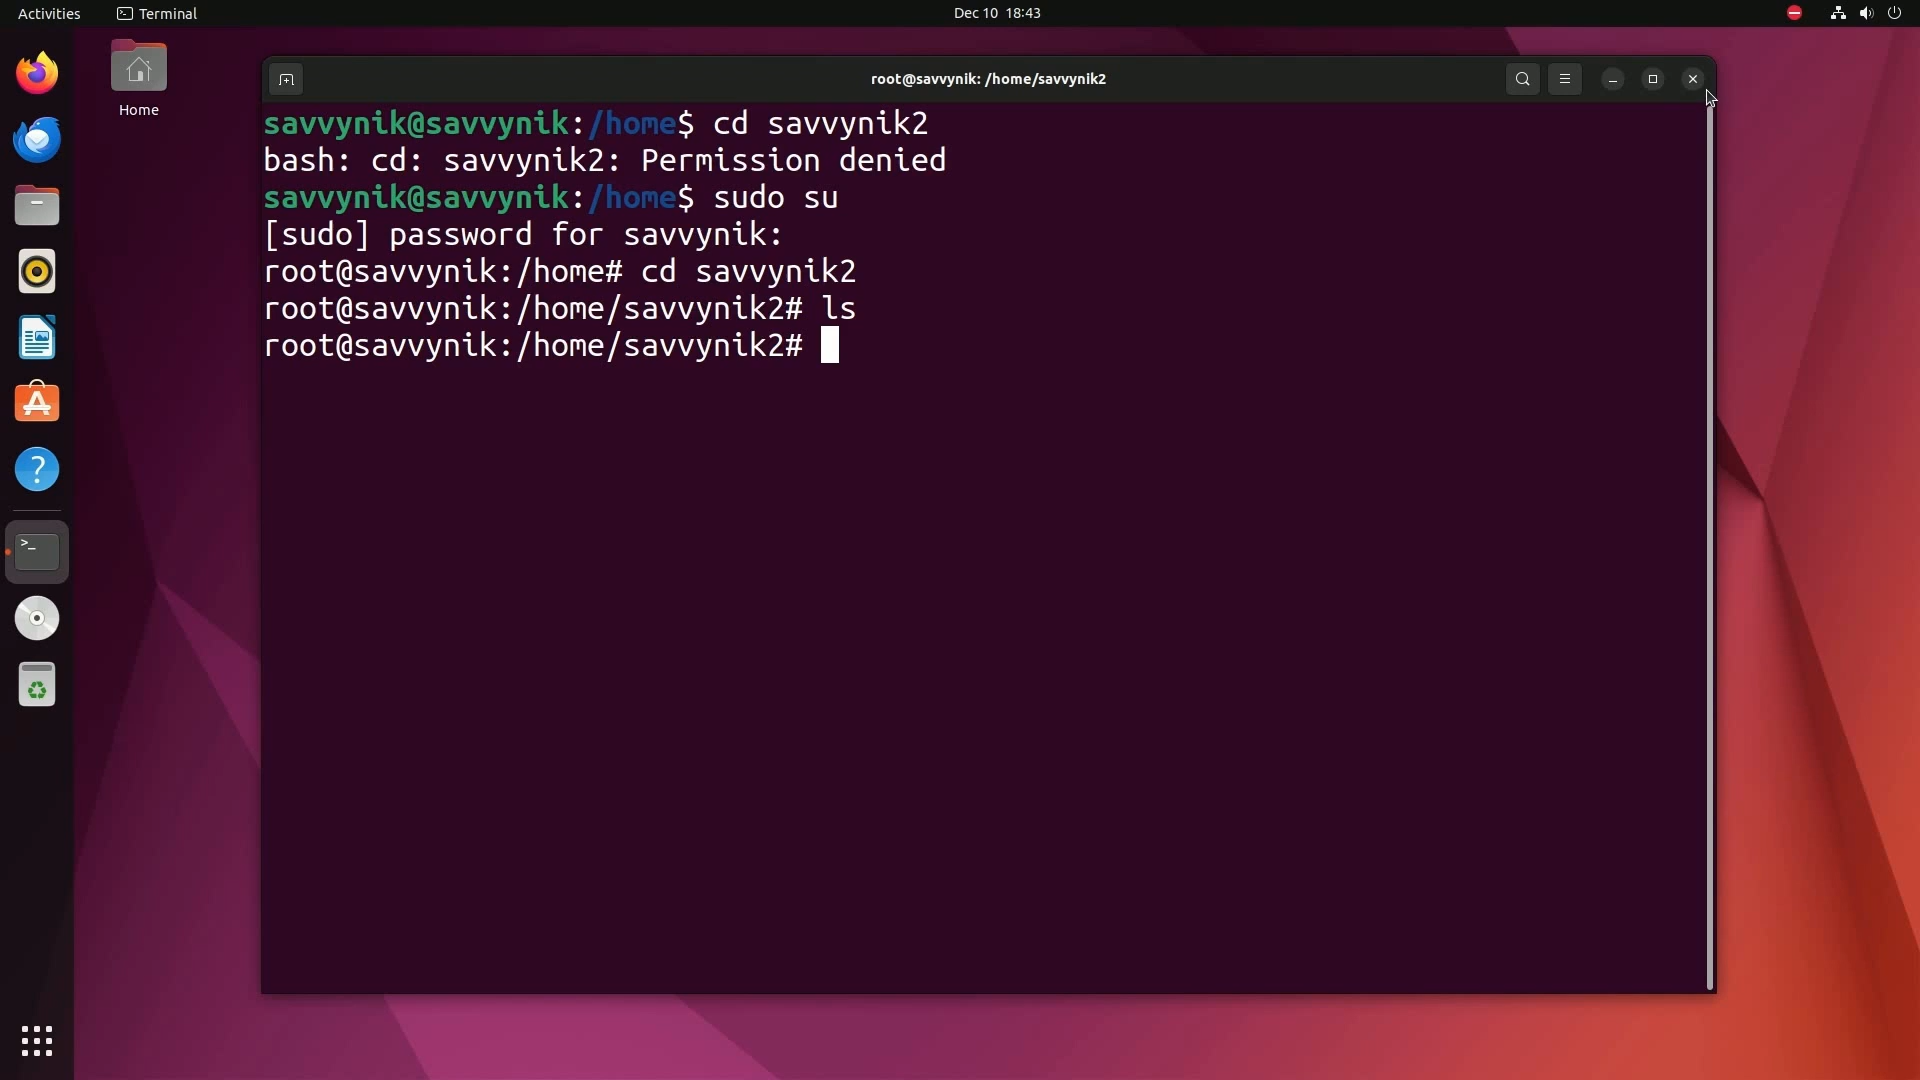 Activities
Terminal
Dec 10 18:43
Home
root@savvynik: /home/savvynik2
savvynik@savvynik:/home$ cd savvynik2
bash: cd: savvynik2: Permission denied
savvynik@savvynik:/home$ sudo su
[sudo] password for savvynik:
root@savvynik:/home# cd savvynik2
root@savvynik:/home/savvynik2# ls
root@savvynik:/home/savvynik2#